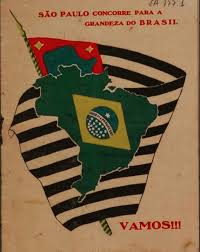 SÃO PAULO CONCORRE PARA A
GRANDEZA DO BRASIL
VAMOS!!!